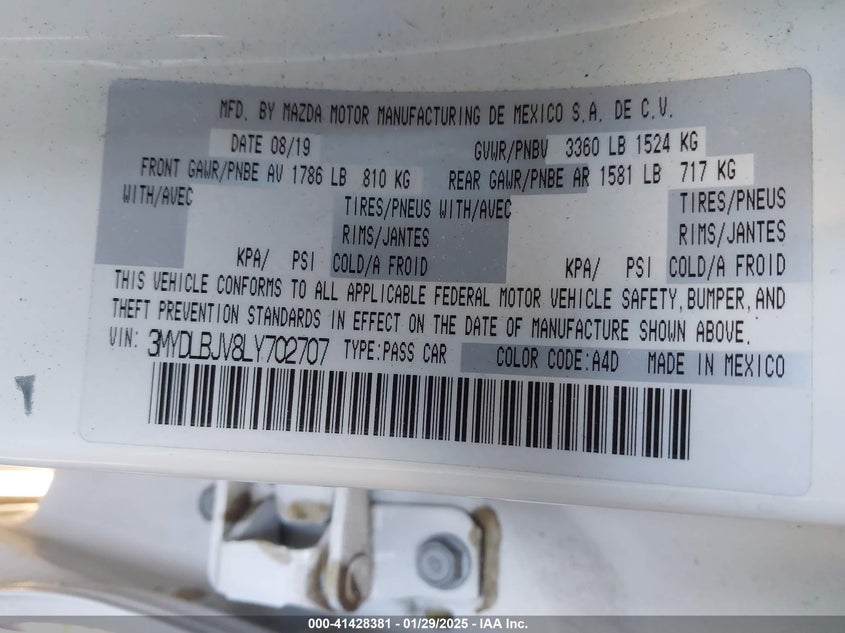 MFD. BY MAZDA MOTOR MANUFACTURING DE MEXICO S.A. DE C.V.
DATE 08/19 GVWR/PNBV 3360 LB 1524 KG
FRONT GAWR/PNBE AV 1786 LB 810 KG REAR GAWR/PNBE AR 1581 LB 717 KG
WITH/AVEC TIRES/PNEUS WITH/AVEC TIRES/PNEUS
RIMS/JANTES RIMS/JANTES
KPA/ PSI COLD/A FROID KPA/ PSI COLD/A FROID
THIS VEHICLE CONFORMS TO ALL APPLICABLE FEDERAL MOTOR VEHICLE SAFETY, BUMPER, AND
THEFT PREVENTION STANDARDS IN EFFECT ON THE DATE OF MANUFACTURE SHOWN ABOVE.
VIN: 3MYDLBJV8LY702707 TYPE:PASS CAR COLOR CODE:A4D MADE IN MEXICO
000-41428381 - 01/29/2025 - IAA Inc.